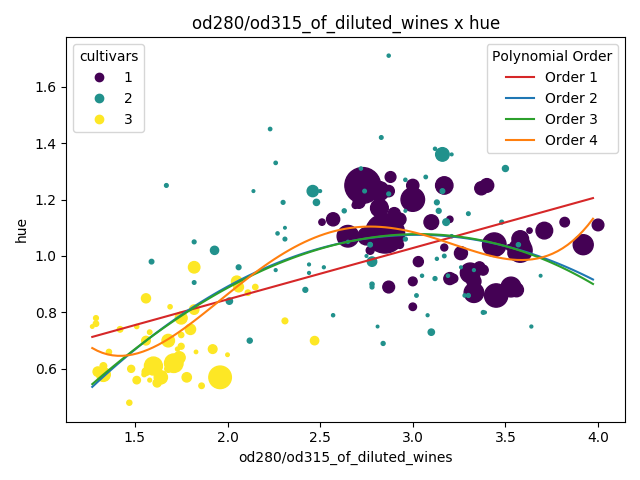 od280/od315_of_diluted_wines x hue
cultivars
1
2
3
Polynomial Order
Order 1
Order 2
Order 3
Order 4
hue
1.6
1.4
1.2
1.0
0.8
0.6
1.5 2.0 2.5 3.0 3.5 4.0
od280/od315_of_diluted_wines